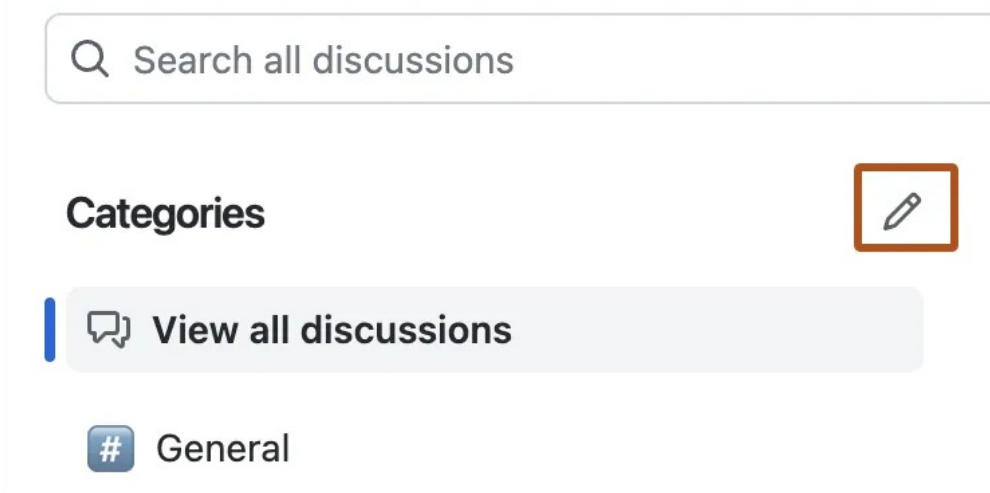 Search all discussions
Categories
View all discussions
# General